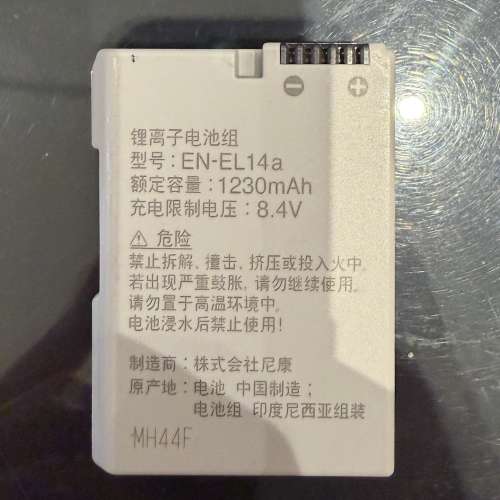 ⊖ ⊕
锂离子电池组
型号: EN-EL14a
额定容量: 1230mAh
充电限制电压: 8.4V
⚠ 危险
禁止拆解、撞击、挤压或投入火中。
若出现严重鼓胀，请勿继续使用。
请勿置于高温环境中。
电池浸水后禁止使用！
制造商: 株式会社尼康
原产地: 电池 中国制造；
电池组 印度尼西亚组装
MH44F